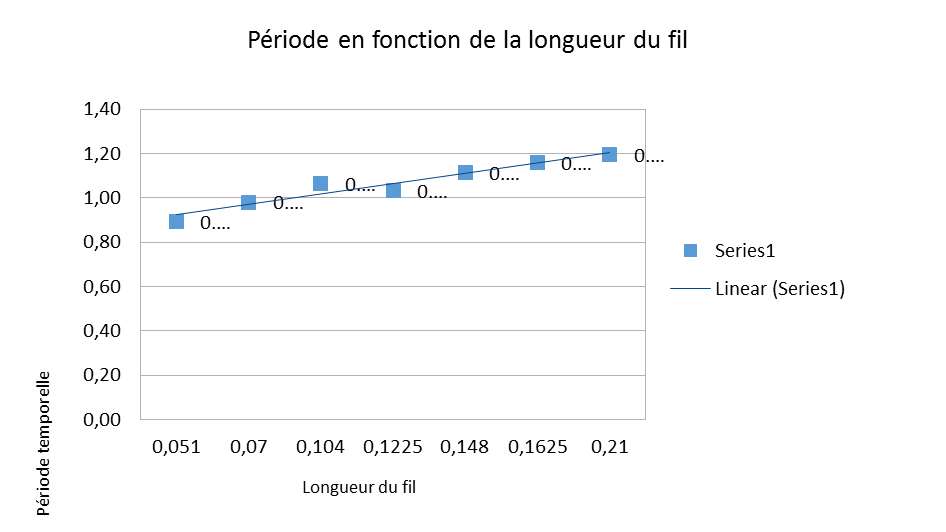 Période en fonction de la longueur du fil
1,40
1,20
1,00
0,80
0,60
0,40
0,20
0,00
0....
0....
0....
0....
0....
0....
0....
0,051 0,07 0,104 0,1225 0,148 0,1625 0,21
Longueur du fil
Période temporelle
Series1
Linear (Series1)